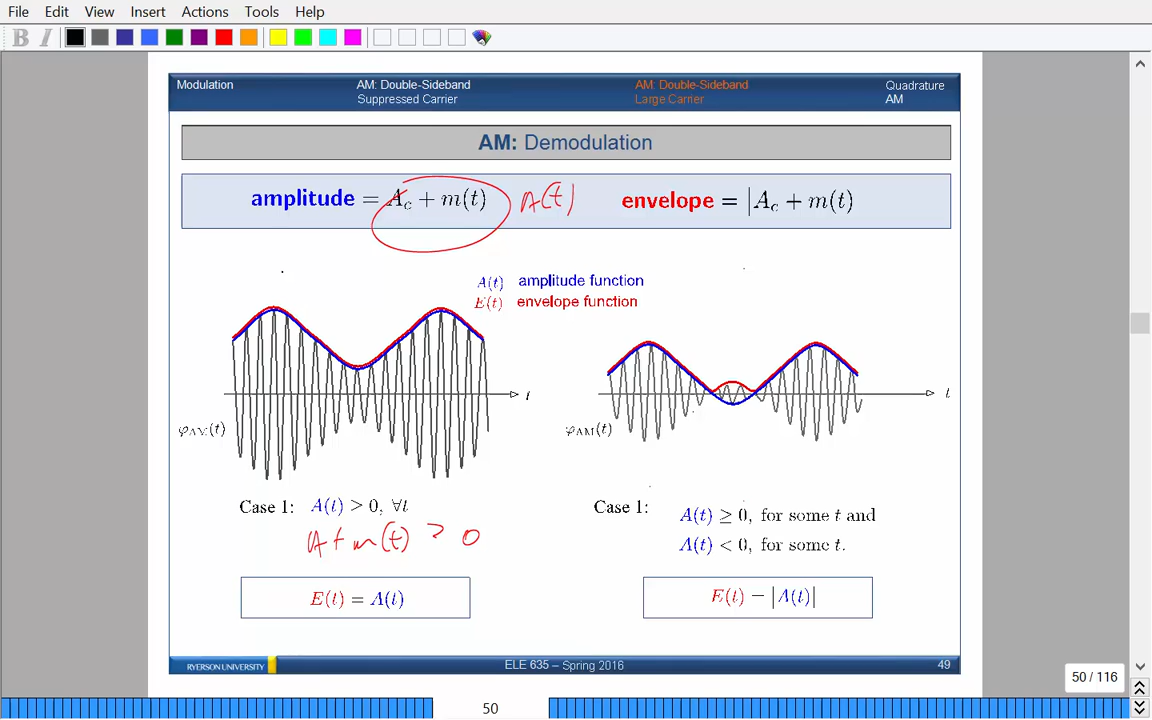 File Edit View Insert Actions Tools Help
B I
Modulation
AM: Double-Sideband
Suppressed Carrier
AM: Double-Sideband
Large Carrier
Quadrature
AM
AM: Demodulation
amplitude = A_c + m(t) A(t) envelope = |A_c + m(t)
A(t) amplitude function
E(t) envelope function
t
t
φ_AM(t)
φ_AM(t)
Case 1: A(t) > 0, ∀t
A + m(t) > 0
E(t) = A(t)
Case 1: A(t) ≥ 0, for some t and
A(t) < 0, for some t.
E(t) = |A(t)|
RYERSON UNIVERSITY
ELE 635 – Spring 2016
49
50 / 116
50